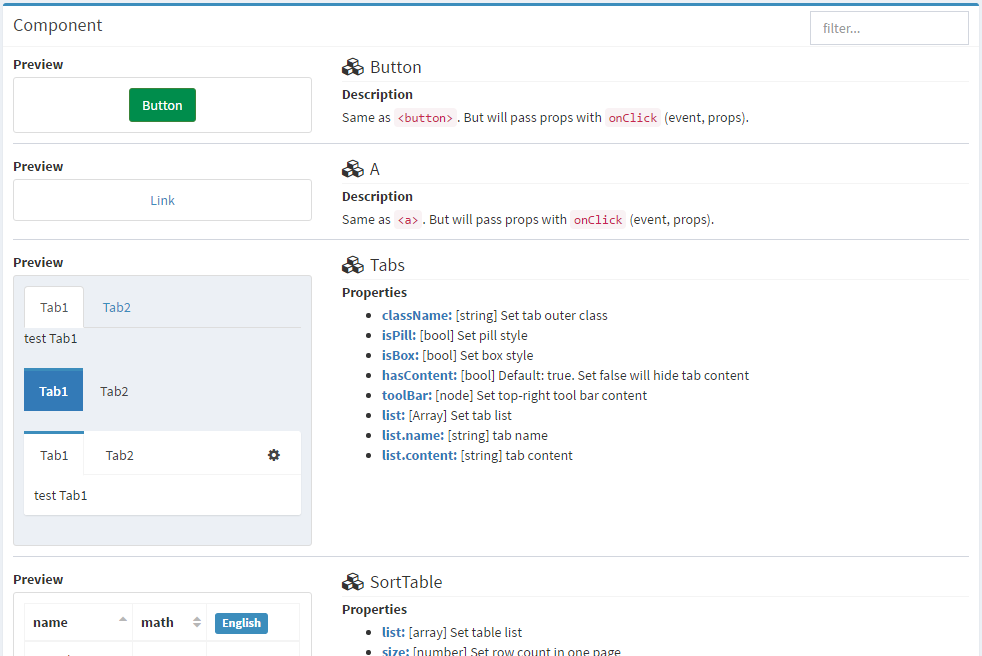 Component
filter...
Preview
Button
Button
Description
Same as <button>. But will pass props with onClick (event, props).
Preview
Link
A
Description
Same as <a>. But will pass props with onClick (event, props).
Preview
Tab1 Tab2
test Tab1
Tab1 Tab2
Tab1 Tab2
test Tab1
Tabs
Properties
className: [string] Set tab outer class
isPill: [bool] Set pill style
isBox: [bool] Set box style
hasContent: [bool] Default: true. Set false will hide tab content
toolBar: [node] Set top-right tool bar content
list: [Array] Set tab list
list.name: [string] tab name
list.content: [string] tab content
Preview
name math English
SortTable
Properties
list: [array] Set table list
size: [number] Set row count in one page